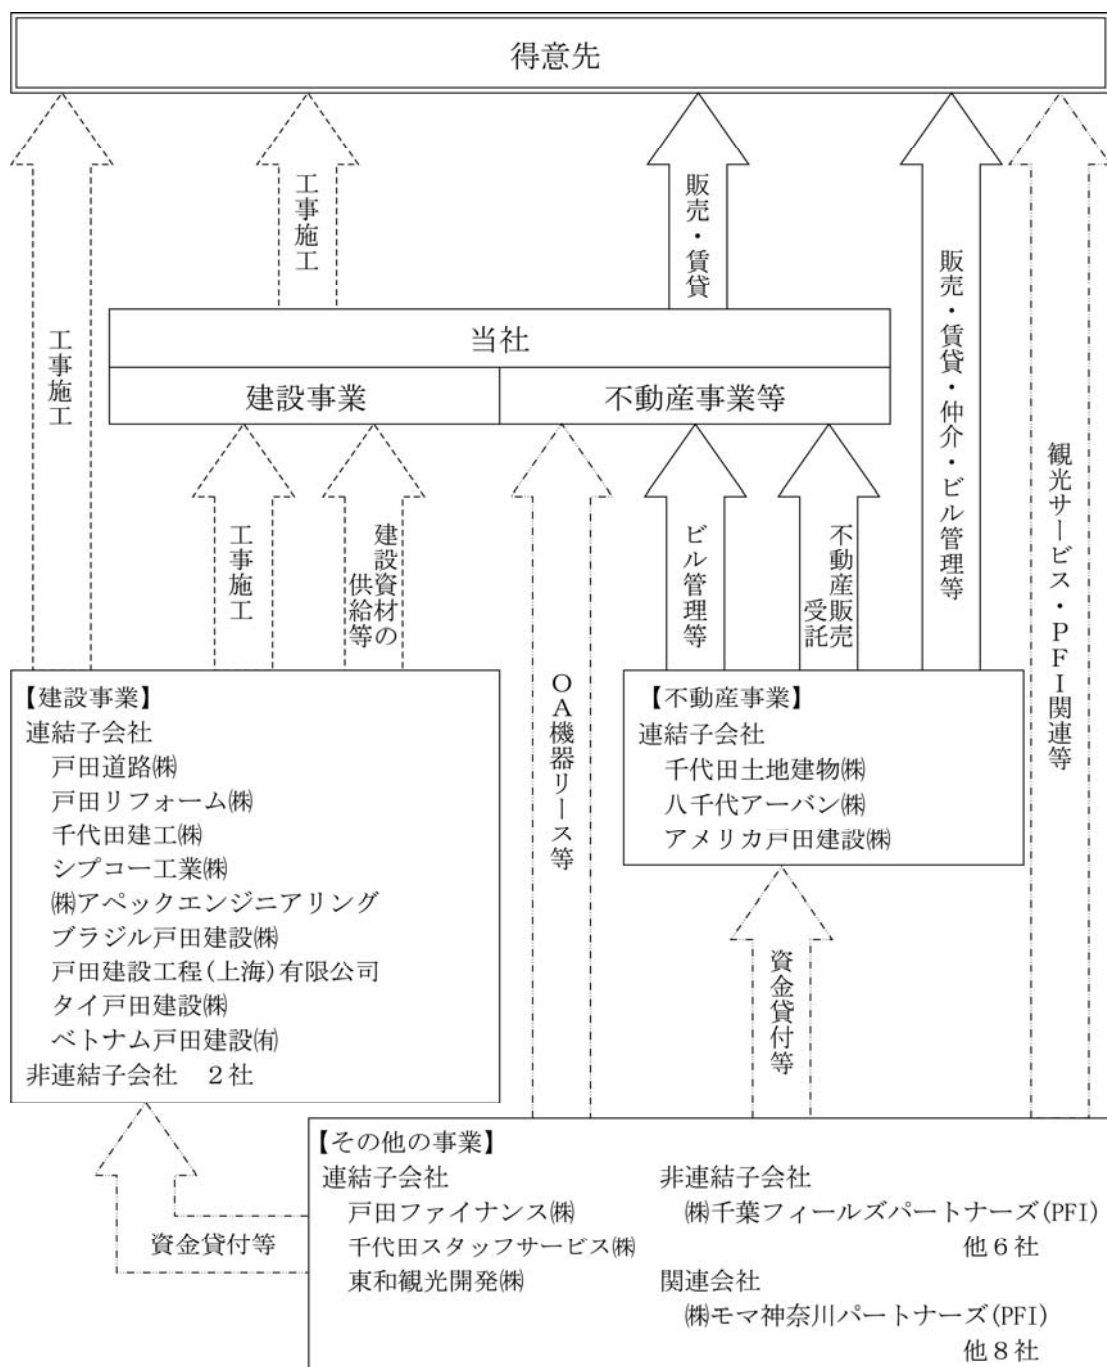 得意先
工事施工
工事施工
販売・賃貸
販売・賃貸・仲介・ビル管理等
観光サービス・ＰＦＩ関連等
当社
建設事業
不動産事業等
工事施工
建設資材の
供給等
ＯＡ機器リース等
ビル管理等
不動産販売
受託
【建設事業】
連結子会社
戸田道路㈱
戸田リフォーム㈱
千代田建工㈱
シプコー工業㈱
㈱アペックエンジニアリング
ブラジル戸田建設㈱
戸田建設工程(上海)有限公司
タイ戸田建設㈱
ベトナム戸田建設㈲
非連結子会社　２社
【不動産事業】
連結子会社
千代田土地建物㈱
八千代アーバン㈱
アメリカ戸田建設㈱
資金貸付等
資金貸付等
【その他の事業】
連結子会社
戸田ファイナンス㈱
千代田スタッフサービス㈱
東和観光開発㈱
非連結子会社
㈱千葉フィールズパートナーズ(PFI)
他６社
関連会社
㈱モマ神奈川パートナーズ(PFI)
他８社